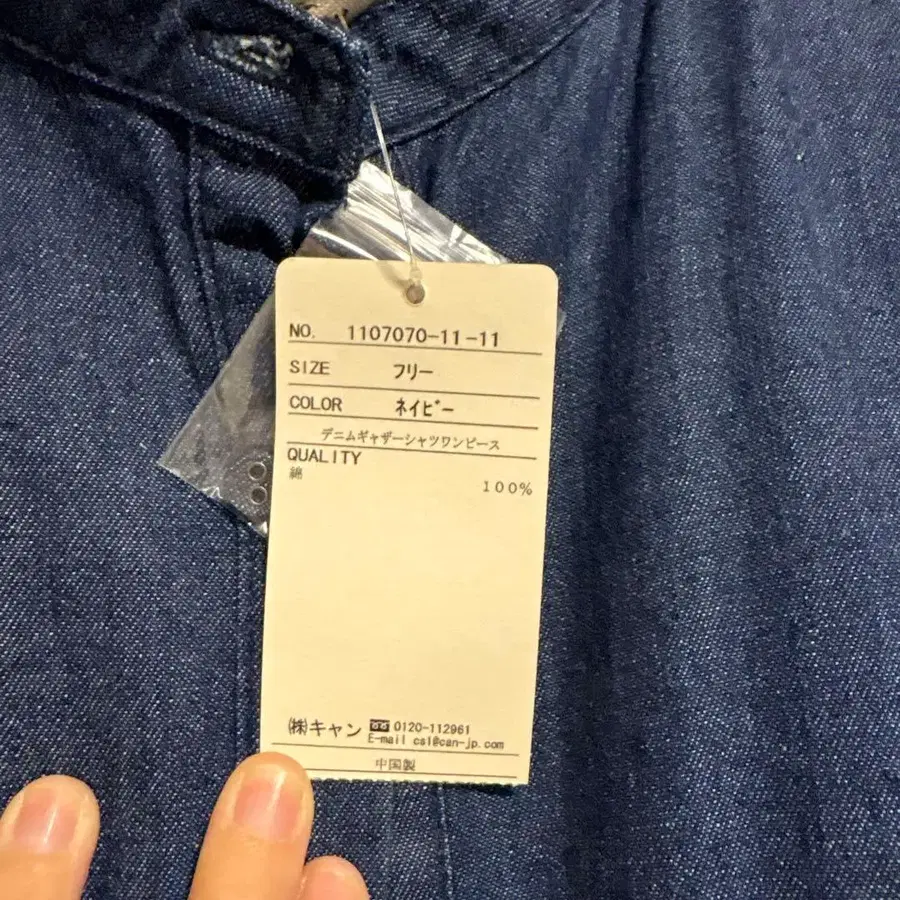 NO. 1107070-11-11
SIZE フリー
COLOR ネイビー
デニムギャザーシャツワンピース
QUALITY
綿
100%
(株)キャン 0120-112961
E-mail cs1@can-jp.com
中国製